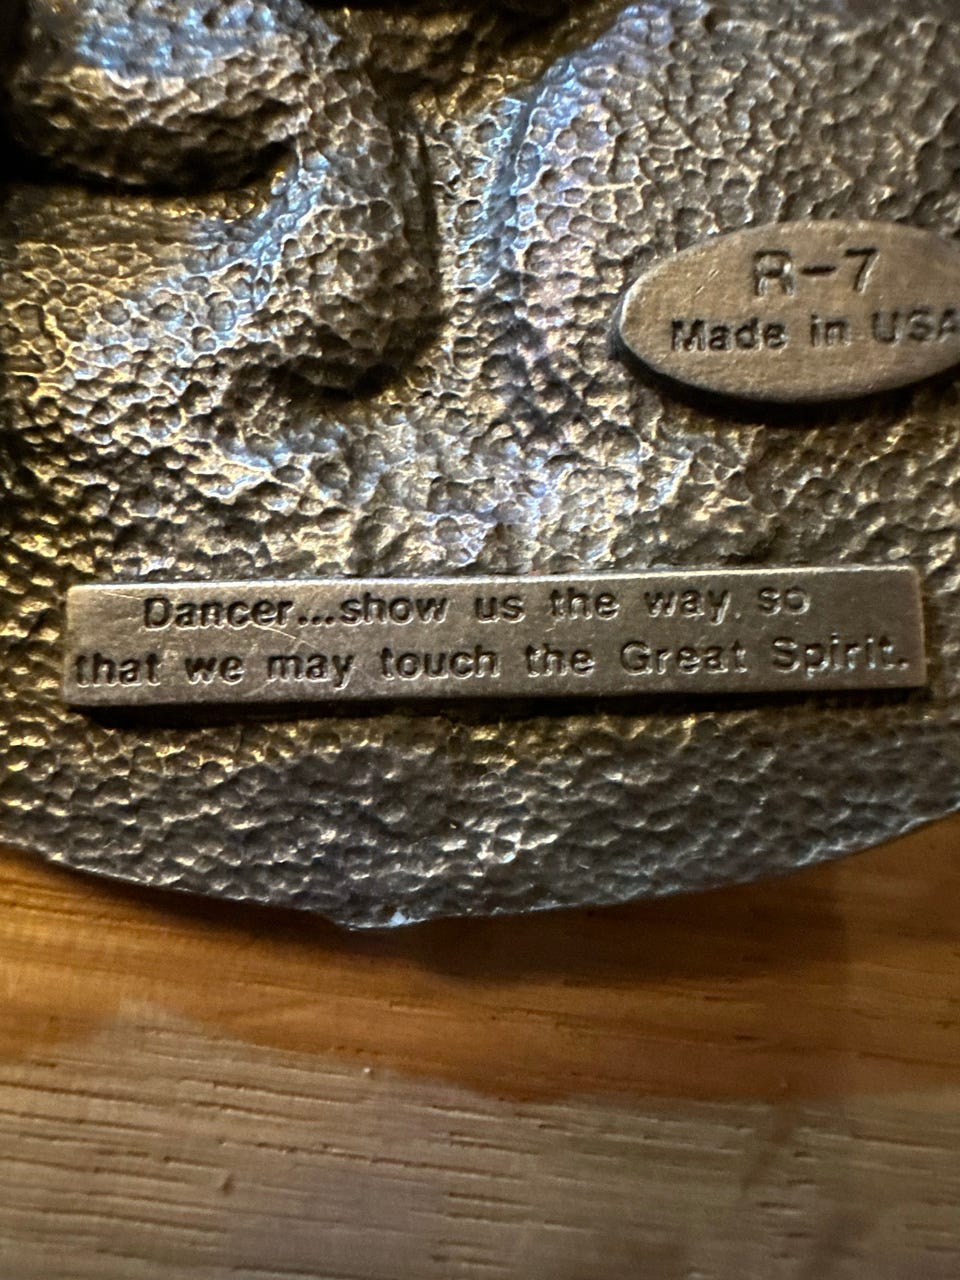 R-7
Made in USA
Dancer...show us the way, so
that we may touch the Great Spirit.